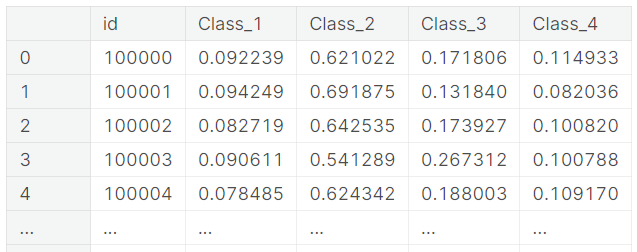 id Class_1 Class_2 Class_3 Class_4
0 100000 0.092239 0.621022 0.171806 0.114933
1 100001 0.094249 0.691875 0.131840 0.082036
2 100002 0.082719 0.642535 0.173927 0.100820
3 100003 0.090611 0.541289 0.267312 0.100788
4 100004 0.078485 0.624342 0.188003 0.109170
... ... ... ... ... ...